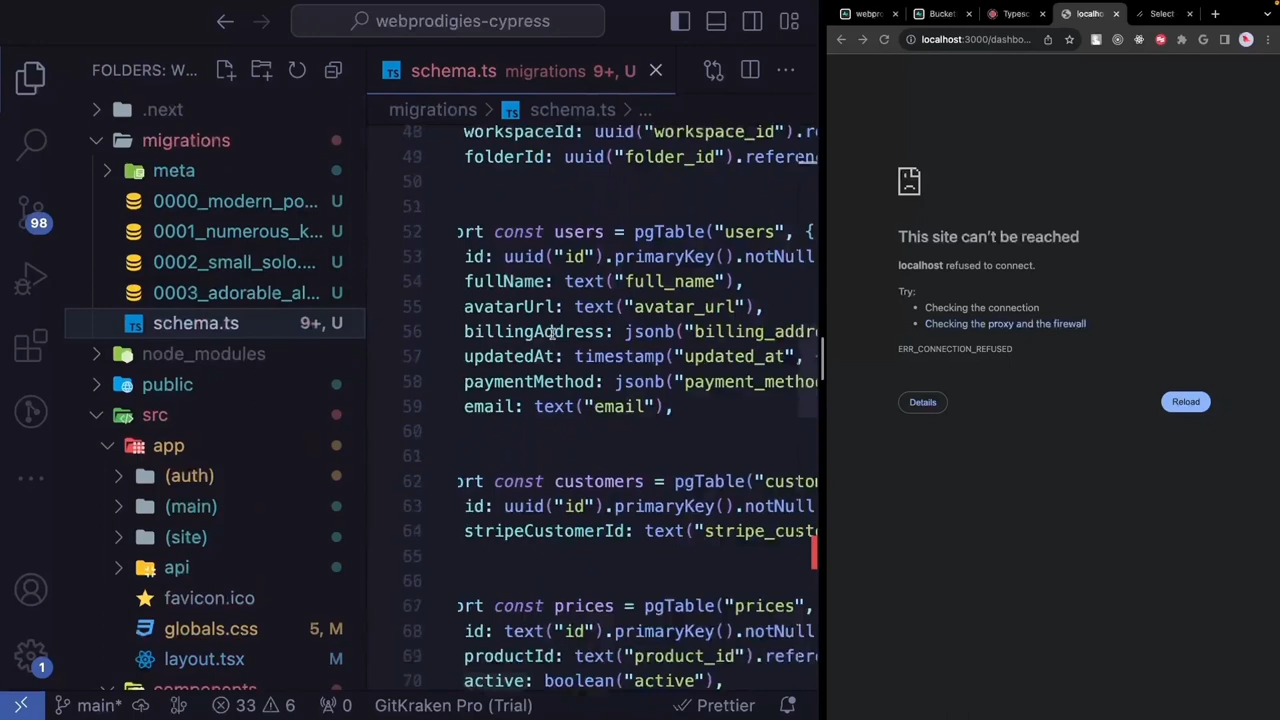 webprodigies-cypress
FOLDERS: W...
.next
migrations
meta
0000_modern_po...
U
0001_numerous_k...
U
0002_small_solo....
U
0003_adorable_al...
U
schema.ts
9+, U
node_modules
public
src
app
(auth)
(main)
(site)
api
favicon.ico
globals.css
5, M
layout.tsx
M
98
1
schema.ts migrations 9+, U
migrations > schema.ts > ...
48 workspaceId: uuid("workspace_id").r
49 folderId: uuid("folder_id").referen
50
51
52 ort const users = pgTable("users", {
53 id: uuid("id").primaryKey().notNull
54 fullName: text("full_name"),
55 avatarUrl: text("avatar_url"),
56 billingAddress: jsonb("billing_addre
57 updatedAt: timestamp("updated_at", {
58 paymentMethod: jsonb("payment_metho
59 email: text("email"),
60
61
62 ort const customers = pgTable("custo
63 id: uuid("id").primaryKey().notNull
64 stripeCustomerId: text("stripe_cust
65
66
67 ort const prices = pgTable("prices",
68 id: text("id").primaryKey().notNull
69 productId: text("product_id").refer
70 active: boolean("active"),
main* 33 6 0 GitKraken Pro (Trial) Prettier
webpro
Bucket
Typesc
localho
Select
localhost:3000/dashbo...
This site can't be reached
localhost refused to connect.
Try:
• Checking the connection
• Checking the proxy and the firewall
ERR_CONNECTION_REFUSED
Details
Reload